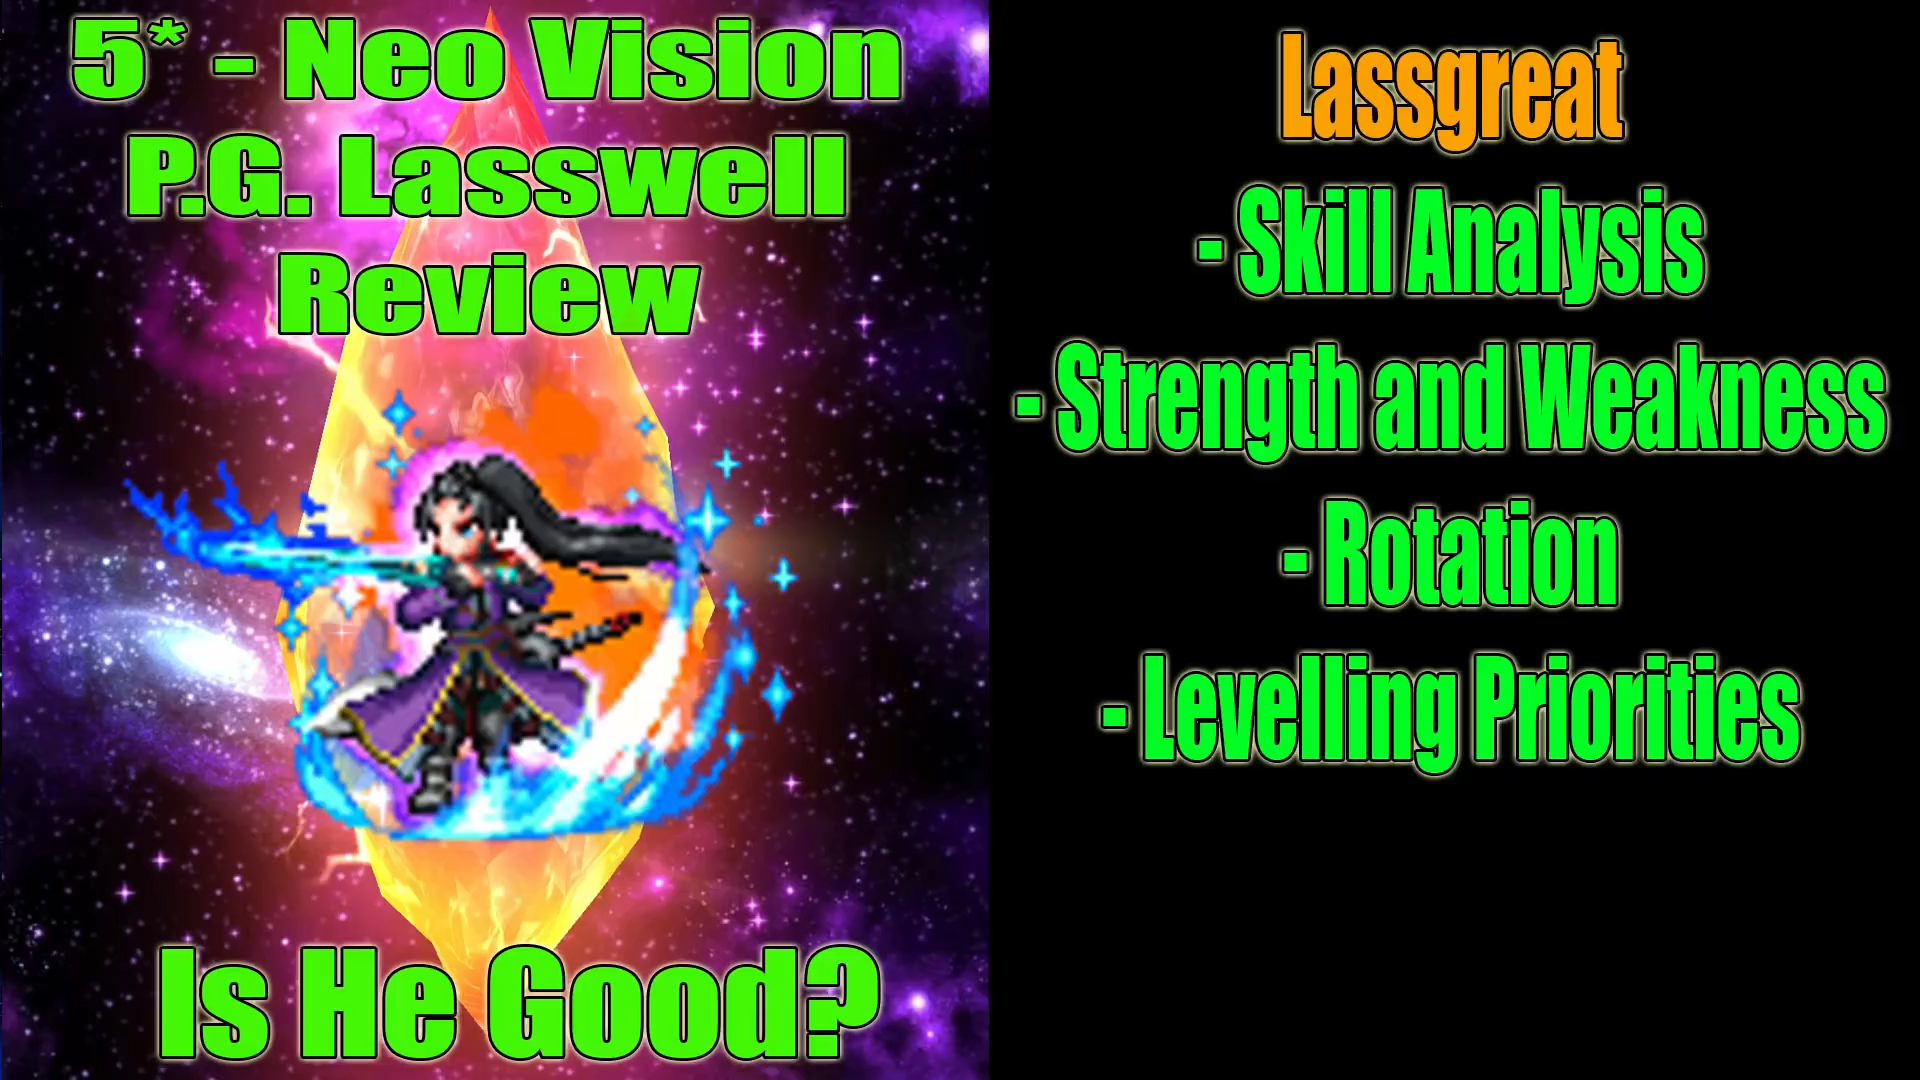 5* - Neo Vision
P.G. Lasswell
Review
Is He Good?
Lassgreat
- Skill Analysis
- Strength and Weakness
- Rotation
- Levelling Priorities